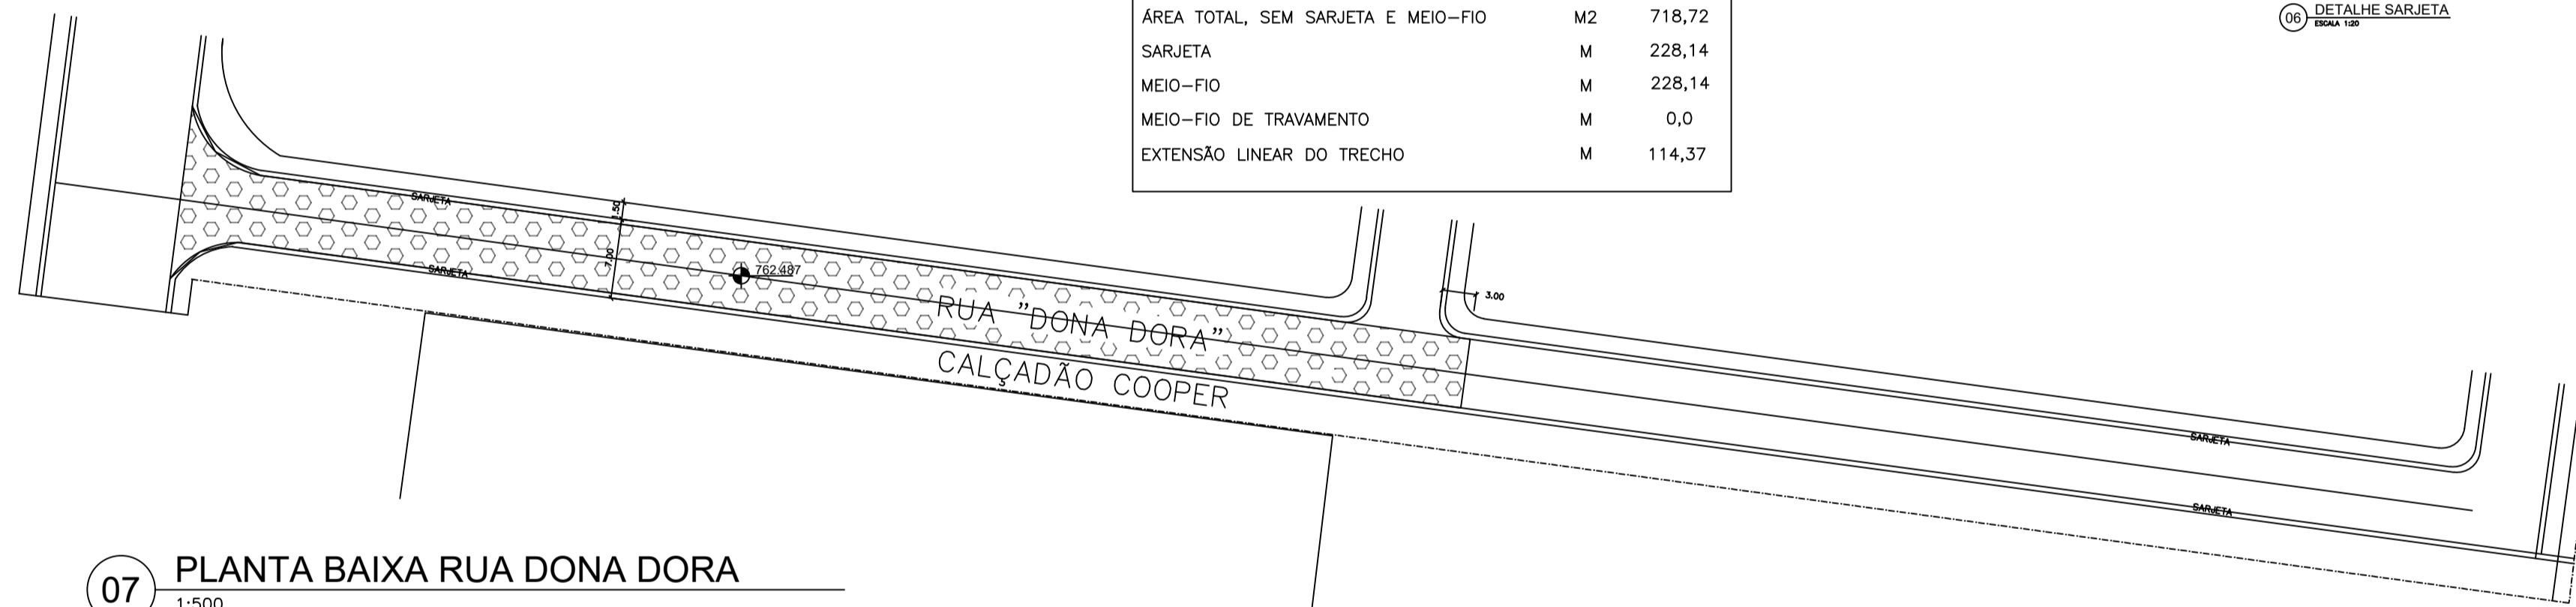 ÁREA TOTAL, SEM SARJETA E MEIO-FIO M2 718,72
SARJETA M 228,14
MEIO-FIO M 228,14
MEIO-FIO DE TRAVAMENTO M 0,0
EXTENSÃO LINEAR DO TRECHO M 114,37
06 DETALHE SARJETA
ESCALA 1:20
SARJETA
1.50
7.00
SARJETA
762.487
RUA "DONA DORA"
CALÇADÃO COOPER
3.00
SARJETA
SARJETA
07 PLANTA BAIXA RUA DONA DORA
1:500